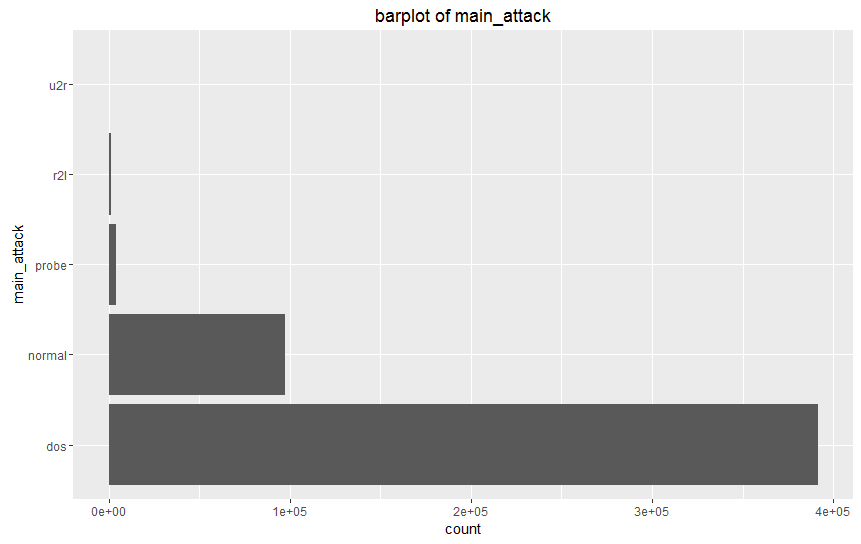 barplot of main_attack
main_attack
u2r
r2l
probe
normal
dos
0e+00 1e+05 2e+05 3e+05 4e+05
count